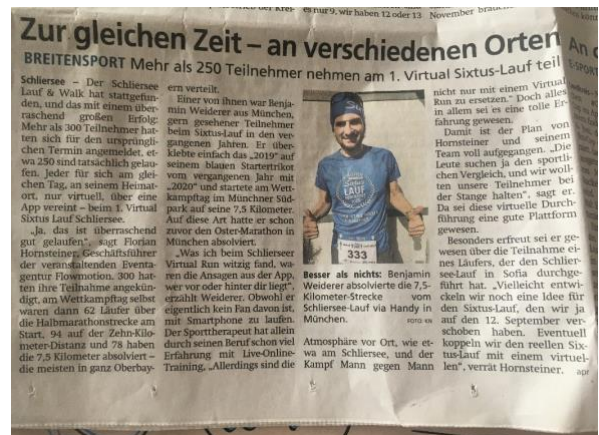 es nur 9, wir haben 12 oder 13
November
Zur gleichen Zeit – an verschiedenen Orten
BREITENSPORT Mehr als 250 Teilnehmer nehmen am 1. Virtual Sixtus-Lauf teil
Schliersee – Der Schliersee
Lauf & Walk hat stattgefun-
den, und das mit einem über-
raschend großen Erfolg:
Mehr als 300 Teilnehmer hat-
ten sich für den ursprüngli-
chen Termin angemeldet, et-
wa 250 sind tatsächlich gelau-
fen. Jeder für sich am glei-
chen Tag, an seinem Heimat-
ort, nur virtuell, über eine
App vereint – beim 1. Virtual
Sixtus Lauf Schliersee.
„Ja, das ist überraschend
gut gelaufen“, sagt Florian
Hornsteiner, Geschäftsführer
der veranstaltenden Eventa-
gentur Flowmotion. 300 hat-
ten ihre Teilnahme angekün-
digt, am Wettkampftag selbst
waren dann 62 Läufer über
die Halbmarathonstrecke am
Start, 94 auf der Zehn-Kilo-
meter-Distanz und 78 haben
die 7,5 Kilometer absolviert –
die meisten in ganz Oberbay-
ern verteilt.
Einer von ihnen war Benja-
min Weiderer aus München,
gern gesehener Teilnehmer
beim Sixtus-Lauf in den ver-
gangenen Jahren. Er über-
klebte einfach das „2019“ auf
seinem blauen Startertrikot
vom vergangenen Jahr mit
„2020“ und startete am Wett-
kampftag im Münchner Süd-
park auf seine 7,5 Kilometer.
Auf diese Art hatte er schon
zuvor den Oster-Marathon in
München absolviert.
„Was ich beim Schlierseer
Virtual Run witzig fand, wa-
ren die Ansagen aus der App,
wer vor oder hinter dir liegt“,
erzählt Weiderer. Obwohl er
eigentlich kein Fan davon ist,
mit Smartphone zu laufen.
Der Sporttherapeut hat allein
durch seinen Beruf schon viel
Erfahrung mit Live-Online-
Training. „Allerdings sind die
LAUF
333
Besser als nichts: Benjamin
Weiderer absolvierte die 7,5-
Kilometer-Strecke vom
Schliersee-Lauf via Handy in
München.
FOTO: KN
Atmosphäre vor Ort, wie et-
wa am Schliersee, und der
Kampf Mann gegen Mann
nicht nur mit einem Virtual
Run zu ersetzen.“ Doch alles
in allem sei es eine tolle Er-
fahrung gewesen.
Damit ist der Plan von
Hornsteiner und seinem
Team voll aufgegangen. „Die
Leute suchen ja den sportli-
chen Vergleich, und wir woll-
ten unsere Teilnehmer bei
der Stange halten“, sagt er.
Da sei diese virtuelle Durch-
führung eine gute Plattform
gewesen.
Besonders erfreut sei er ge-
wesen über die Teilnahme ei-
nes Läufers, der den Schlier-
see-Lauf in Sofia durchge-
führt hat. „Vielleicht entwi-
ckeln wir noch eine Idee für
den Sixtus-Lauf, den wir ja
auf den 12. September ver-
schoben haben. Eventuell
koppeln wir den reellen Six-
tus-Lauf mit einem virtuel-
len“, verrät Hornsteiner.
apr